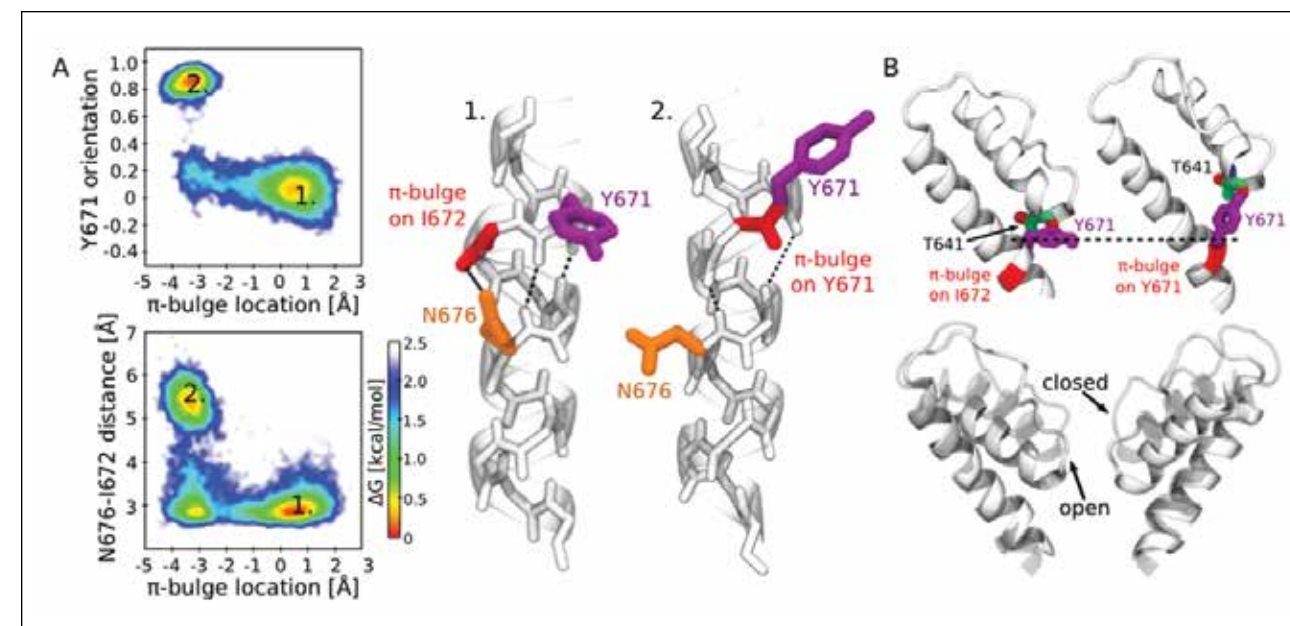 A
Y671 orientation
1.0
0.8
0.6
0.4
0.2
0
-0.2
-0.4
2.
1.
-5 -4 -3 -2 -1 0 1 2 3
π-bulge location [Å]
N676-I672 distance [Å]
7
6
5
4
3
2.
1.
-5 -4 -3 -2 -1 0 1 2 3
π-bulge location [Å]
ΔG [kcal/mol]
2.5
2.0
1.5
1.0
0.5
0
1.
π-bulge
on I672
Y671
N676
2.
Y671
π-bulge
on Y671
N676
B
T641
Y671
π-bulge
on I672
T641
Y671
π-bulge
on Y671
closed
open